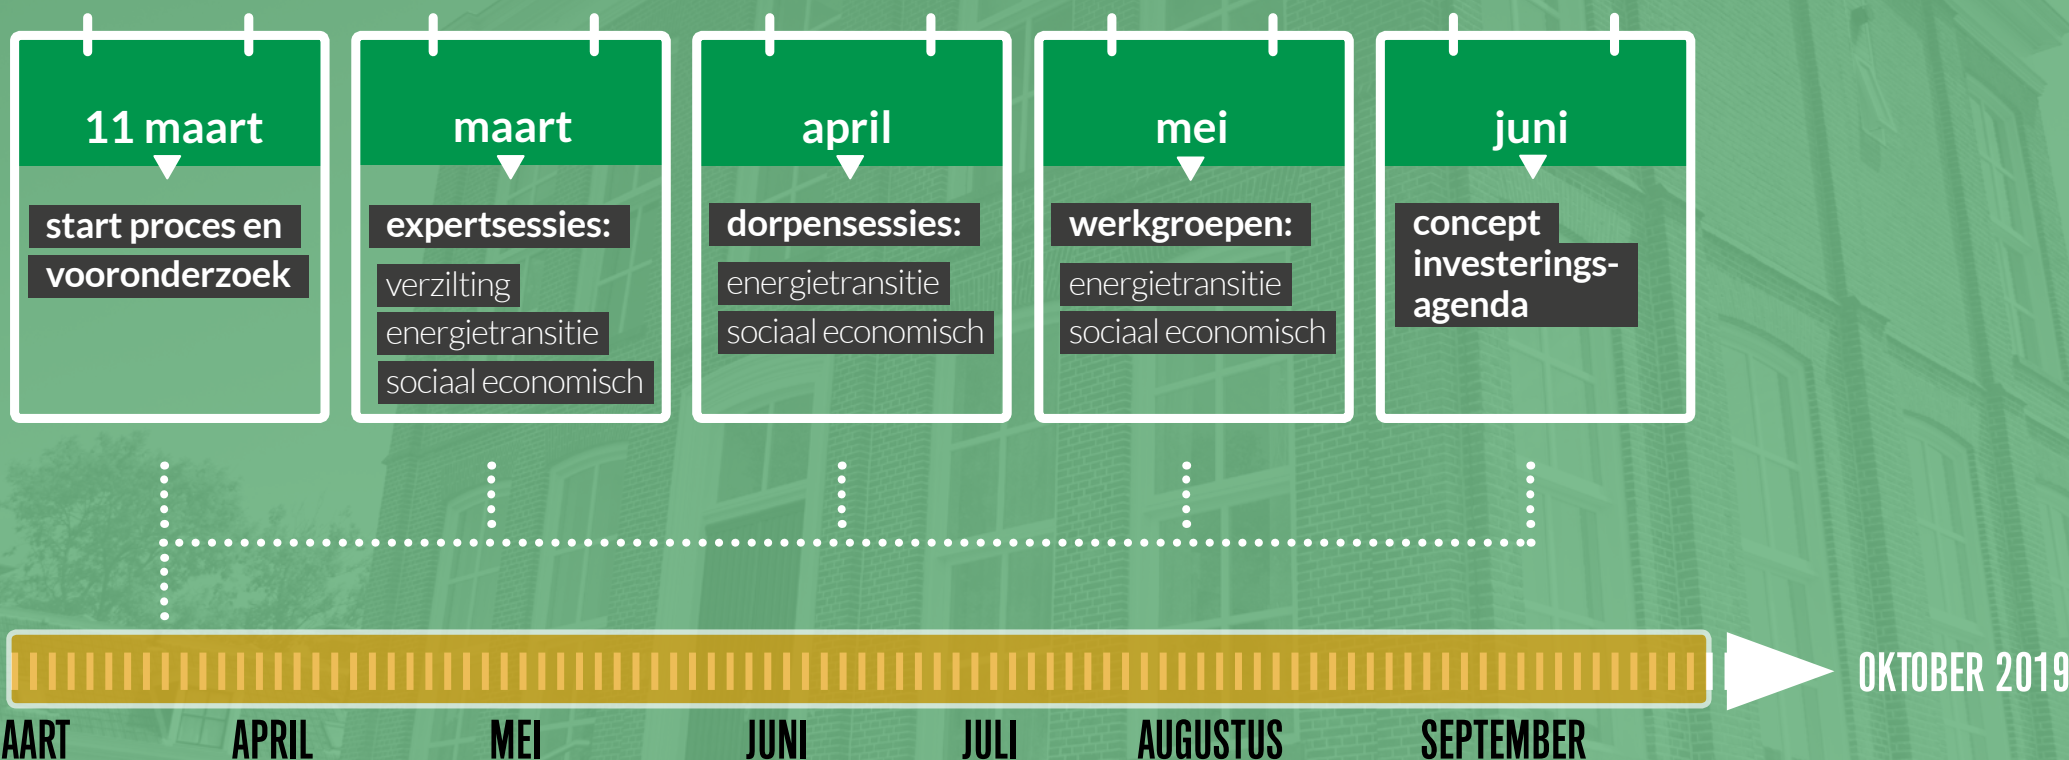 11 maart
start proces en
vooronderzoek
maart
expertsessies:
verzilting
energietransitie
sociaal economisch
april
dorpensessies:
energietransitie
sociaal economisch
mei
werkgroepen:
energietransitie
sociaal economisch
juni
concept
investerings-
agenda
OKTOBER 2019
AART
APRIL
MEI
JUNI
JULI
AUGUSTUS
SEPTEMBER